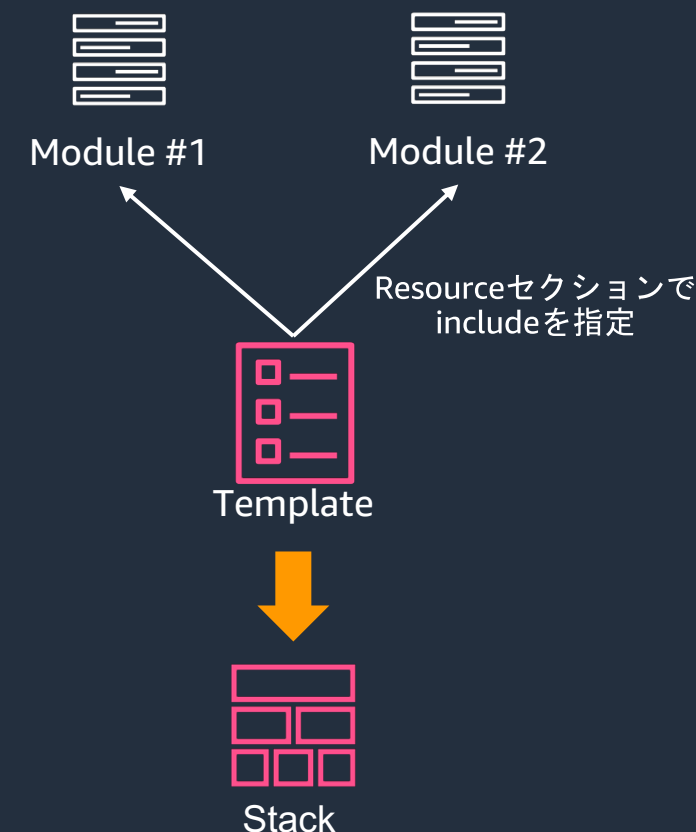 Module #1
Module #2
Resourceセクションで
includeを指定
Template
Stack